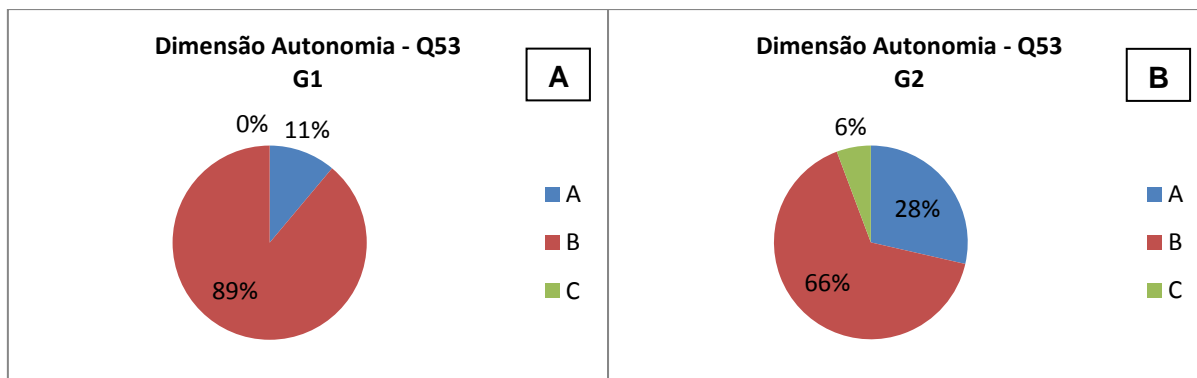 Dimensão Autonomia - Q53
G1
A
0%
11%
89%
A
B
C
Dimensão Autonomia - Q53
G2
B
6%
28%
66%
A
B
C